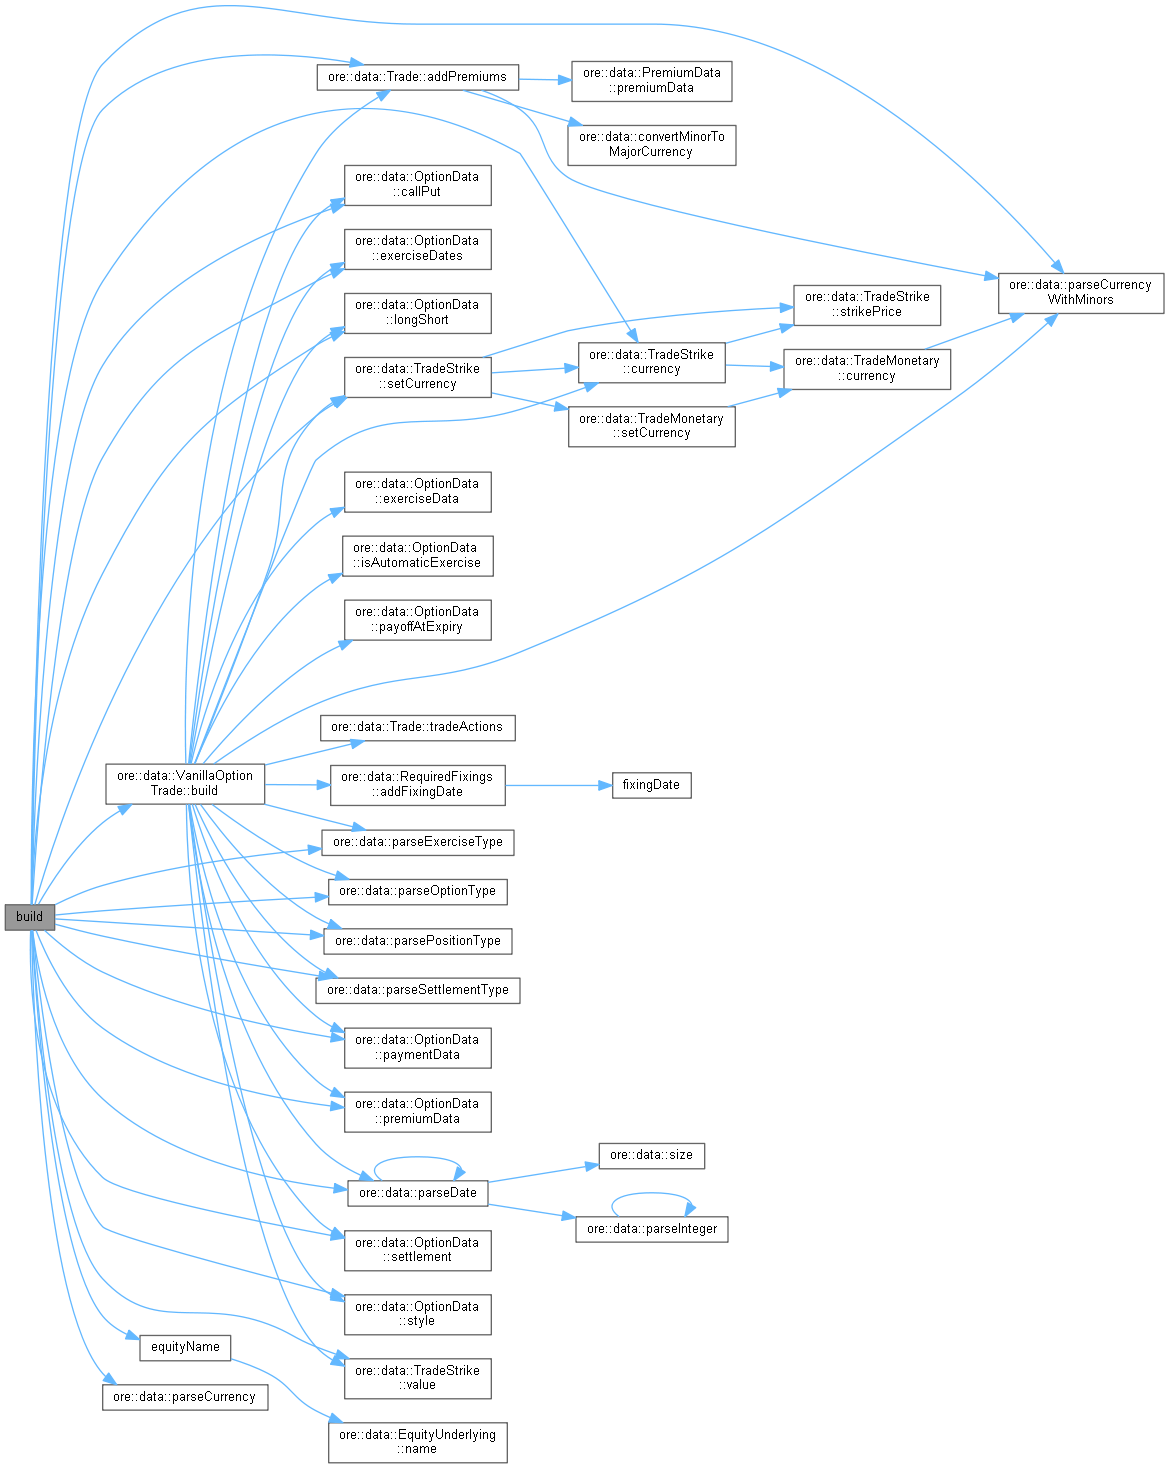 build
ore::data::Trade::addPremiums
ore::data::PremiumData
::premiumData
ore::data::convertMinorTo
MajorCurrency
ore::data::OptionData
::callPut
ore::data::OptionData
::exerciseDates
ore::data::OptionData
::longShort
ore::data::TradeStrike
::setCurrency
ore::data::TradeStrike
::currency
ore::data::TradeMonetary
::setCurrency
ore::data::TradeStrike
::strikePrice
ore::data::TradeMonetary
::currency
ore::data::parseCurrency
WithMinors
ore::data::OptionData
::exerciseData
ore::data::OptionData
::isAutomaticExercise
ore::data::OptionData
::payoffAtExpiry
ore::data::Trade::tradeActions
ore::data::VanillaOption
Trade::build
ore::data::RequiredFixings
::addFixingDate
fixingDate
ore::data::parseExerciseType
ore::data::parseOptionType
ore::data::parsePositionType
ore::data::parseSettlementType
ore::data::OptionData
::paymentData
ore::data::OptionData
::premiumData
ore::data::parseDate
ore::data::size
ore::data::parseInteger
ore::data::OptionData
::settlement
ore::data::OptionData
::style
equityName
ore::data::TradeStrike
::value
ore::data::parseCurrency
ore::data::EquityUnderlying
::name